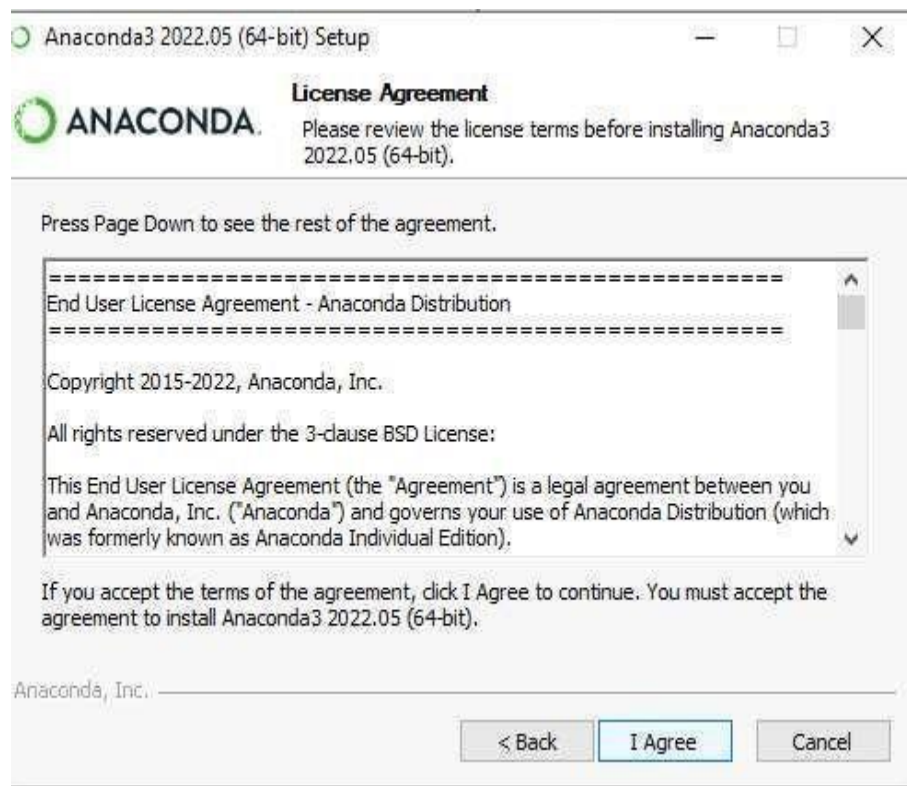 Anaconda3 2022.05 (64-bit) Setup
ANACONDA.
License Agreement
Please review the license terms before installing Anaconda3
2022.05 (64-bit).
Press Page Down to see the rest of the agreement.
===================================================
End User License Agreement - Anaconda Distribution
===================================================
Copyright 2015-2022, Anaconda, Inc.
All rights reserved under the 3-clause BSD License:
This End User License Agreement (the "Agreement") is a legal agreement between you
and Anaconda, Inc. ("Anaconda") and governs your use of Anaconda Distribution (which
was formerly known as Anaconda Individual Edition).
If you accept the terms of the agreement, click I Agree to continue. You must accept the
agreement to install Anaconda3 2022.05 (64-bit).
Anaconda, Inc.
< Back I Agree Cancel